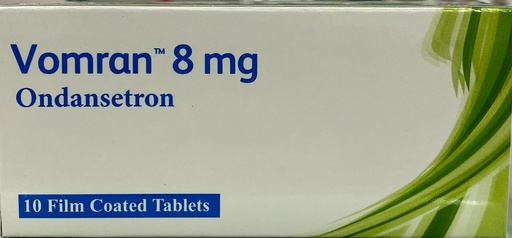 Vomran™ 8 mg
Ondansetron
10 Film Coated Tablets